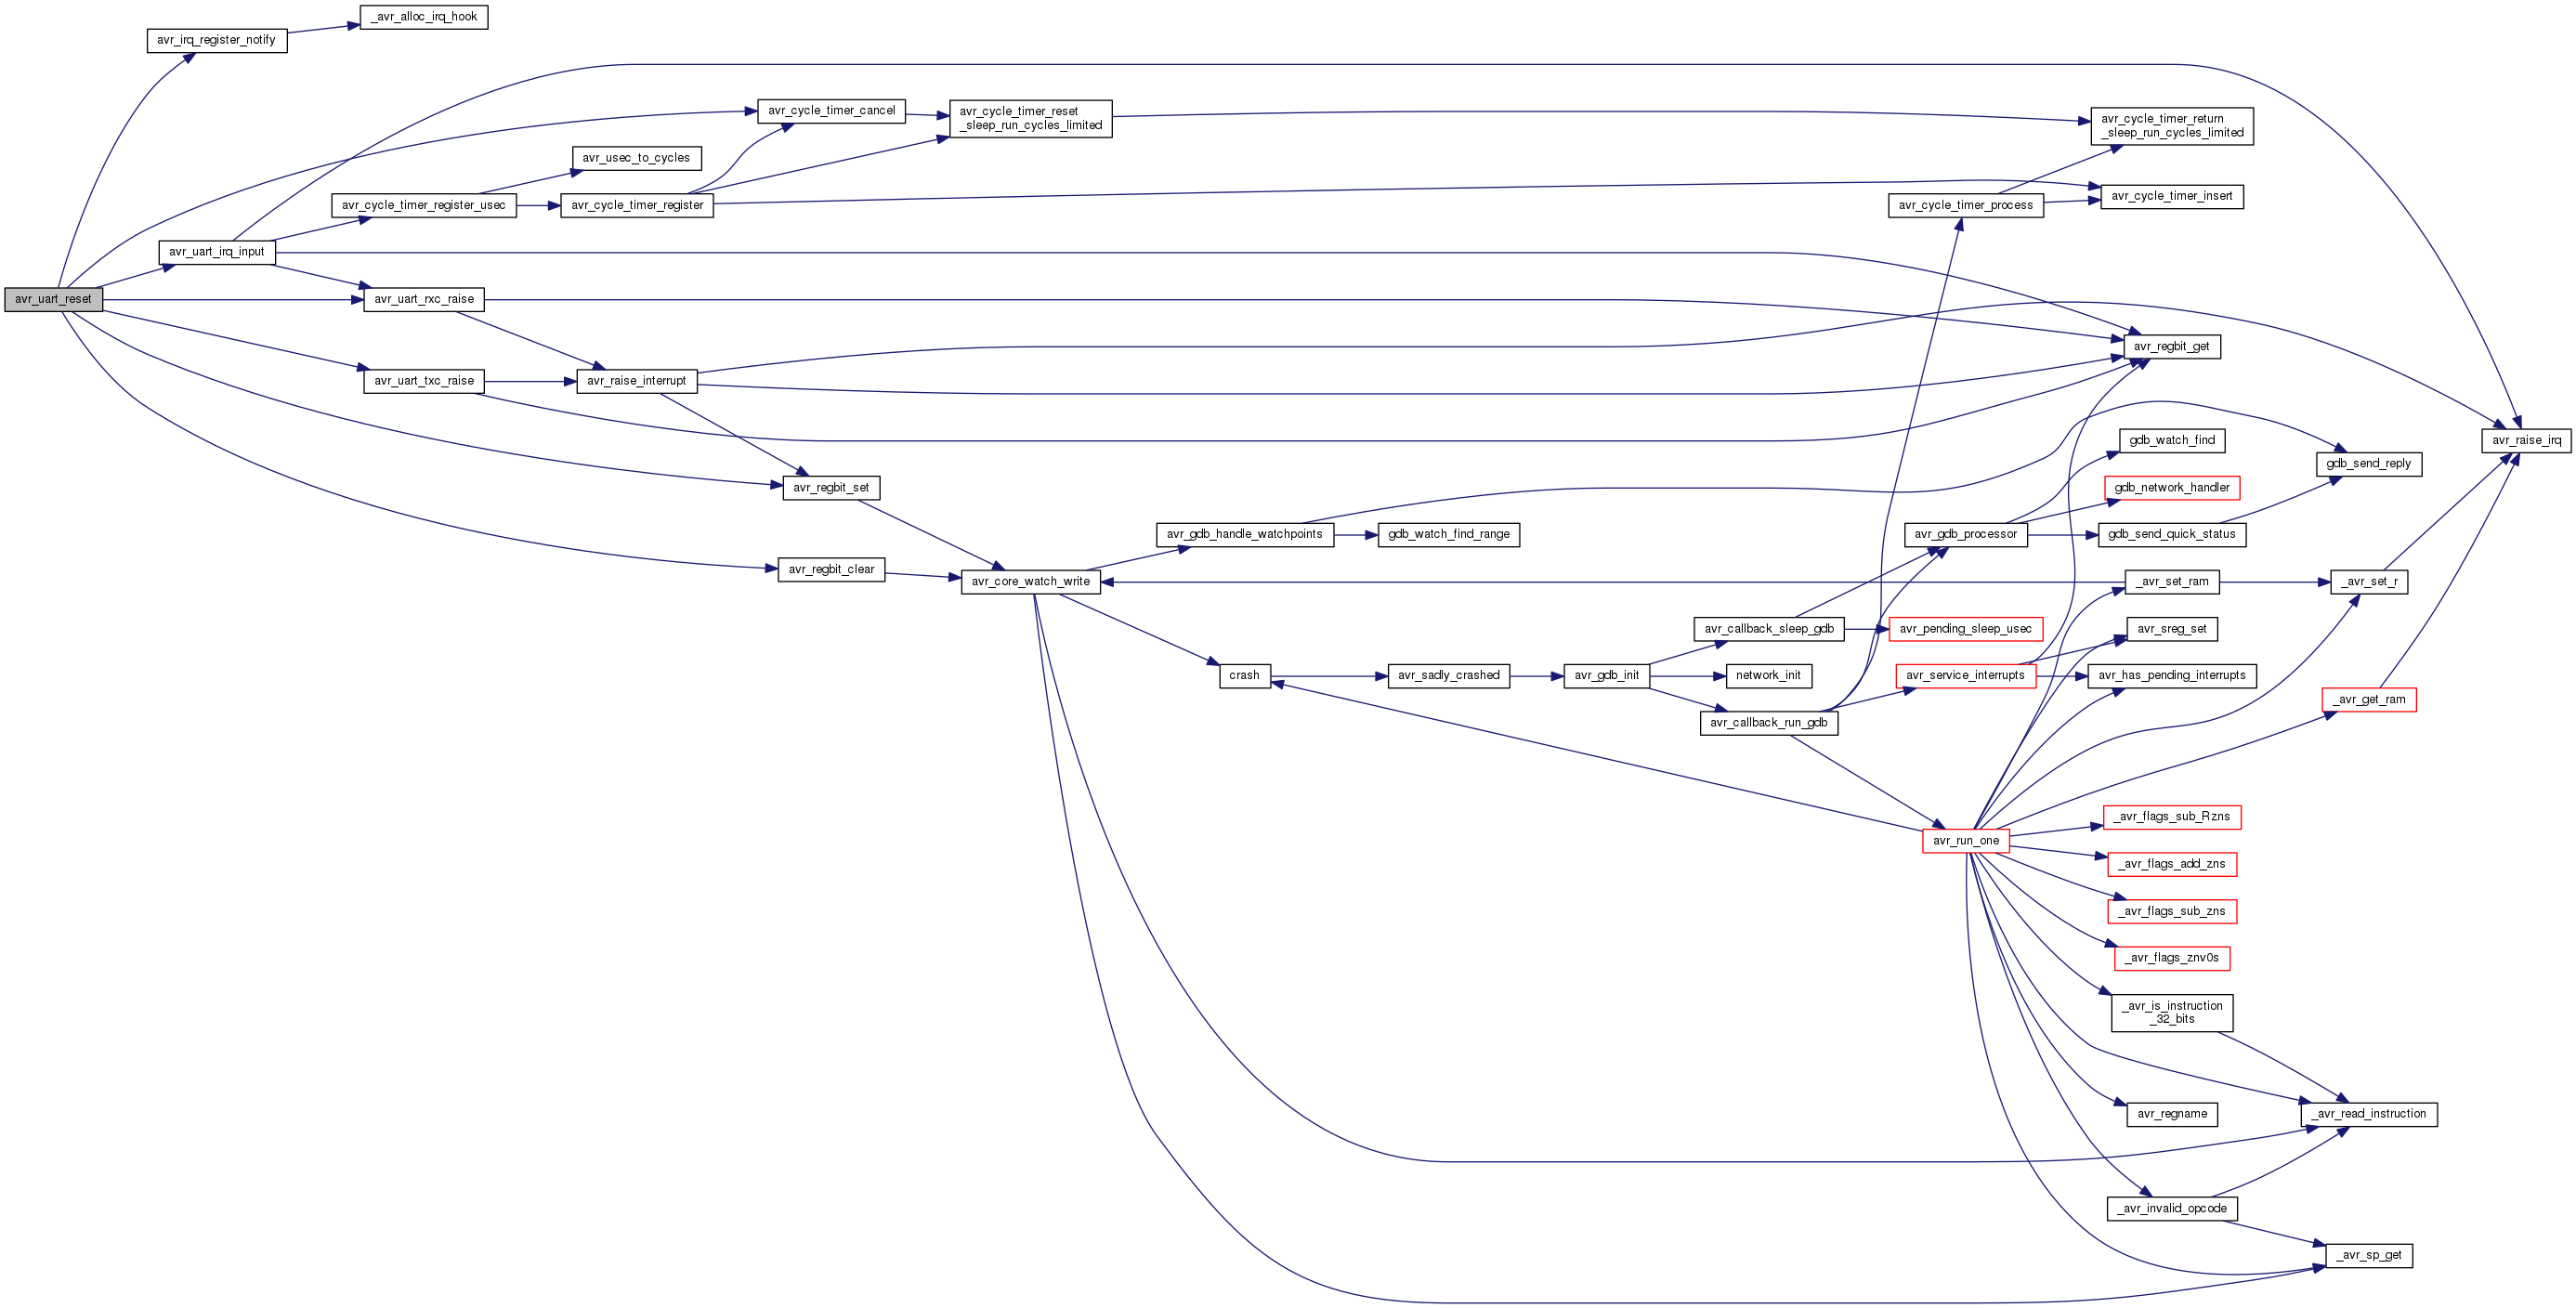 _avr_alloc_irq_hook
avr_irq_register_notify
avr_cycle_timer_cancel
avr_cycle_timer_reset
_sleep_run_cycles_limited
avr_cycle_timer_return
_sleep_run_cycles_limited
avr_usec_to_cycles
avr_cycle_timer_register_usec
avr_cycle_timer_register
avr_cycle_timer_process
avr_cycle_timer_insert
avr_uart_irq_input
avr_uart_reset
avr_uart_rxc_raise
avr_regbit_get
avr_uart_txc_raise
avr_raise_interrupt
gdb_watch_find
avr_raise_irq
gdb_send_reply
avr_regbit_set
gdb_network_handler
avr_gdb_handle_watchpoints
gdb_watch_find_range
avr_gdb_processor
gdb_send_quick_status
avr_regbit_clear
avr_core_watch_write
_avr_set_ram
_avr_set_r
avr_callback_sleep_gdb
avr_pending_sleep_usec
avr_sreg_set
crash
avr_sadly_crashed
avr_gdb_init
network_init
avr_service_interrupts
avr_has_pending_interrupts
_avr_get_ram
avr_callback_run_gdb
_avr_flags_sub_Rzns
avr_run_one
_avr_flags_add_zns
_avr_flags_sub_zns
_avr_flags_znv0s
_avr_is_instruction
_32_bits
avr_regname
_avr_read_instruction
_avr_invalid_opcode
_avr_sp_get